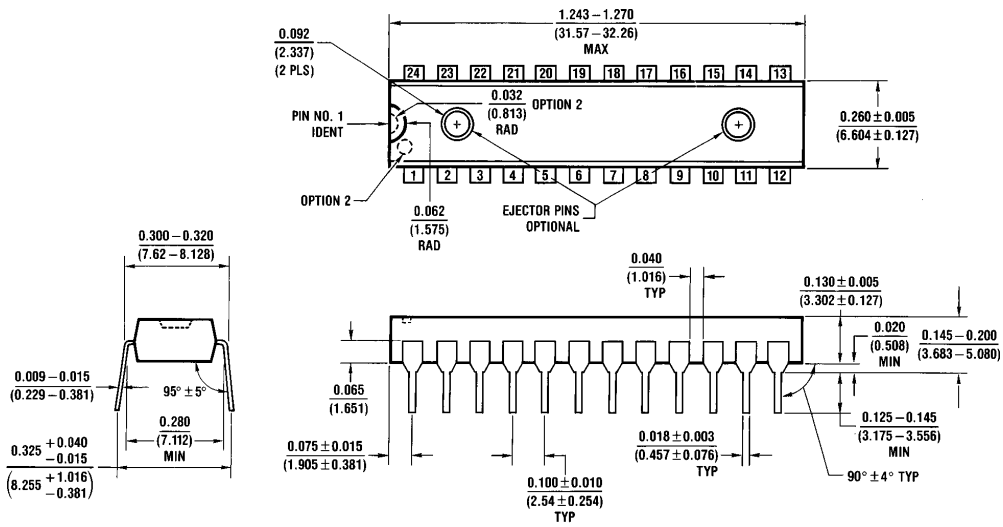 1.243 – 1.270
(31.57 – 32.26)
MAX
0.092
(2.337)
(2 PLS)
24 23 22 21 20 19 18 17 16 15 14 13
0.032
(0.813)
RAD
OPTION 2
PIN NO. 1
IDENT
0.260 ± 0.005
(6.604 ± 0.127)
1 2 3 4 5 6 7 8 9 10 11 12
OPTION 2
0.062
(1.575)
RAD
EJECTOR PINS
OPTIONAL
0.300 – 0.320
(7.62 – 8.128)
0.040
(1.016)
TYP
0.130 ± 0.005
(3.302 ± 0.127)
0.020
(0.508)
MIN
0.145 – 0.200
(3.683 – 5.080)
0.009 – 0.015
(0.229 – 0.381)
95° ± 5°
0.065
(1.651)
0.280
(7.112)
MIN
0.125 – 0.145
(3.175 – 3.556)
MIN
0.325 + 0.040
– 0.015
(8.255 + 1.016
– 0.381)
0.075 ± 0.015
(1.905 ± 0.381)
0.018 ± 0.003
(0.457 ± 0.076)
TYP
0.100 ± 0.010
(2.54 ± 0.254)
TYP
90° ± 4° TYP